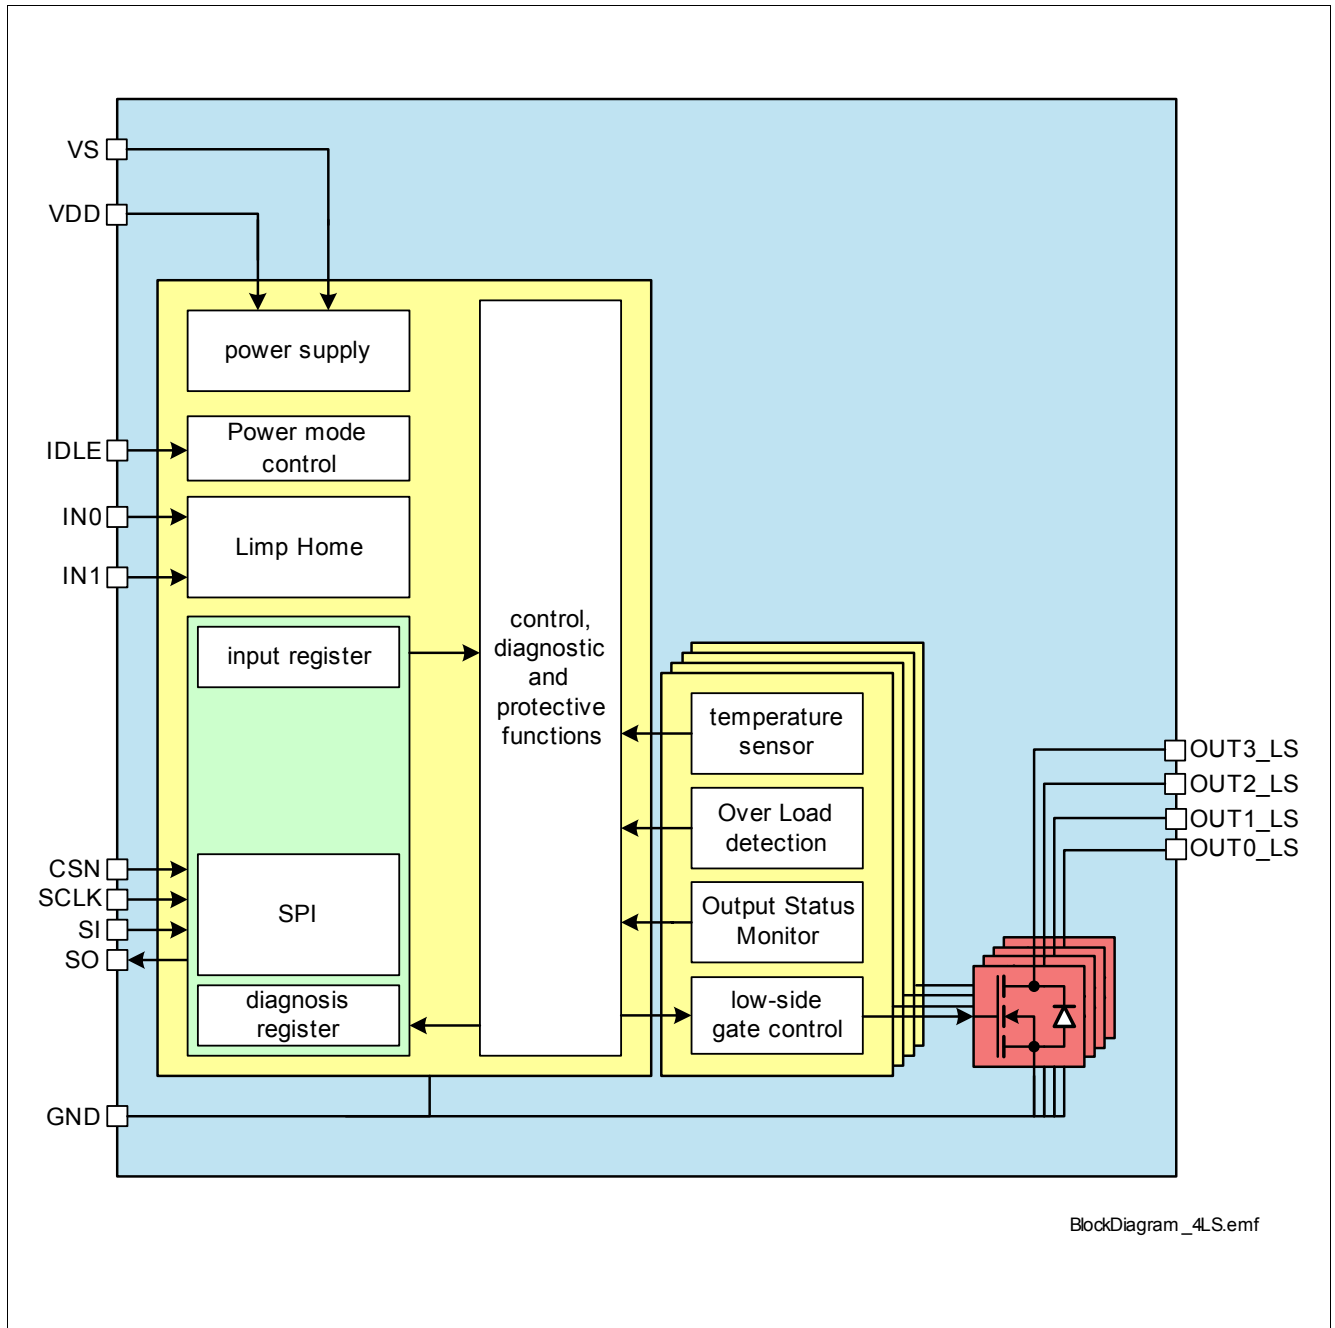 VS
VDD
power supply
IDLE
Power mode
control
IN0
Limp Home
IN1
input register
control,
diagnostic
and
protective
functions
temperature
sensor
Over Load
detection
Output Status
Monitor
low-side
gate control
OUT3_LS
OUT2_LS
OUT1_LS
OUT0_LS
CSN
SCLK
SI
SO
SPI
diagnosis
register
GND
BlockDiagram_4LS.emf